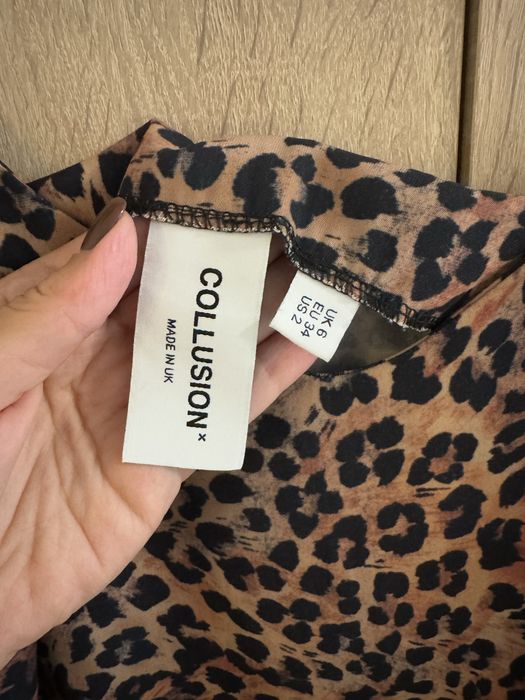 COLLUSION x
MADE IN UK
UK 6
EU 34
US 2